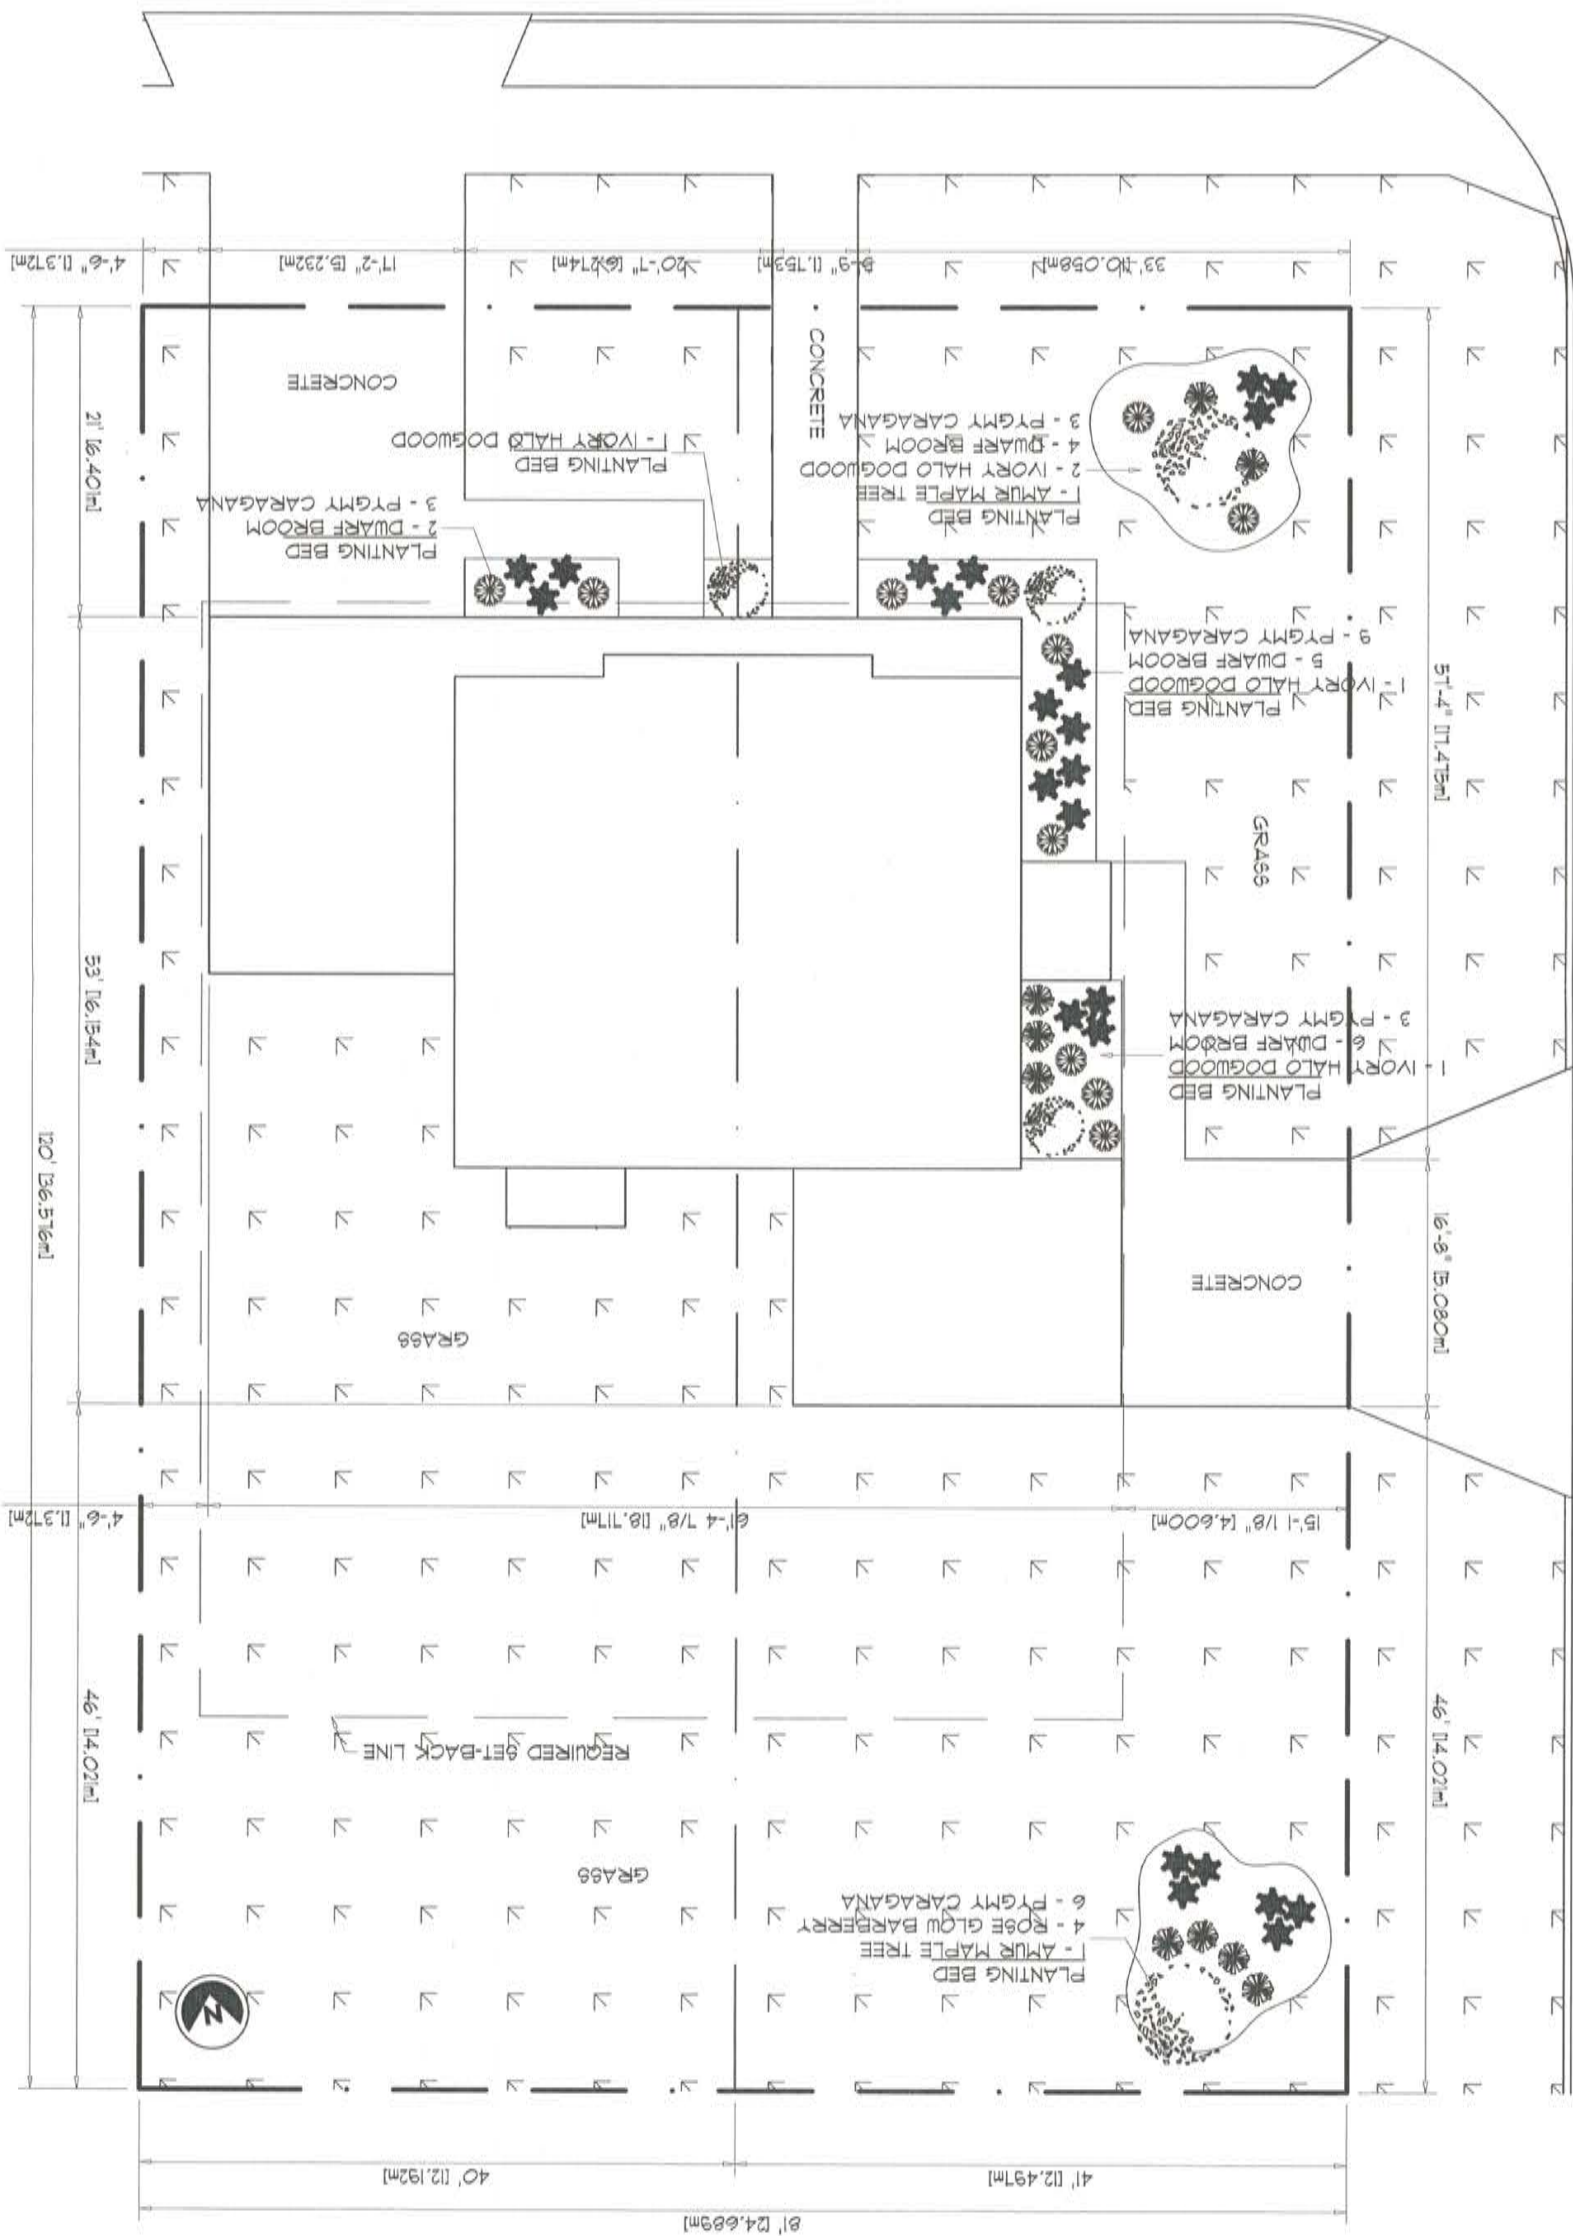 81' [24.689m]
41' [12.497m]
40' [12.192m]
N
PLANTING BED
1 - AMUR MAPLE TREE
4 - ROSE GLOW BARBERRY
6 - PYGMY CARAGANA
GRASS
46' [14.021m]
REQUIRED SET-BACK LINE
46' [14.021m]
15'-1 1/8" [4.600m]
61'-4 7/8" [18.717m]
4'-6" [1.372m]
GRASS
CONCRETE
16'-8" [5.080m]
120' [36.576m]
PLANTING BED
1 - IVORY HALO DOGWOOD
6 - DWARF BROOM
3 - PYGMY CARAGANA
53' [16.154m]
GRASS
57'-4" [17.475m]
PLANTING BED
1 - IVORY HALO DOGWOOD
5 - DWARF BROOM
9 - PYGMY CARAGANA
PLANTING BED
2 - DWARF BROOM
3 - PYGMY CARAGANA
PLANTING BED
1 - AMUR MAPLE TREE
2 - IVORY HALO DOGWOOD
4 - DWARF BROOM
3 - PYGMY CARAGANA
PLANTING BED
1 - IVORY HALO DOGWOOD
21' [6.401m]
CONCRETE
CONCRETE
33' [10.058m]
5'-9" [1.753m]
20'-7" [6.274m]
17'-2" [5.232m]
4'-6" [1.372m]